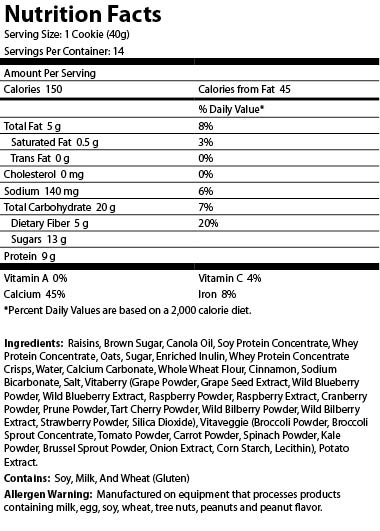 Nutrition Facts
Serving Size: 1 Cookie (40g)
Servings Per Container: 14
Amount Per Serving
Calories 150 Calories from Fat 45
% Daily Value*
Total Fat 5 g 8%
Saturated Fat 0.5 g 3%
Trans Fat 0 g 0%
Cholesterol 0 mg 0%
Sodium 140 mg 6%
Total Carbohydrate 20 g 7%
Dietary Fiber 5 g 20%
Sugars 13 g
Protein 9 g
Vitamin A 0% Vitamin C 4%
Calcium 45% Iron 8%
*Percent Daily Values are based on a 2,000 calorie diet.
Ingredients: Raisins, Brown Sugar, Canola Oil, Soy Protein Concentrate, Whey
Protein Concentrate, Oats, Sugar, Enriched Inulin, Whey Protein Concentrate
Crisps, Water, Calcium Carbonate, Whole Wheat Flour, Cinnamon, Sodium
Bicarbonate, Salt, Vitaberry (Grape Powder, Grape Seed Extract, Wild Blueberry
Powder, Wild Blueberry Extract, Raspberry Powder, Raspberry Extract, Cranberry
Powder, Prune Powder, Tart Cherry Powder, Wild Bilberry Powder, Wild Bilberry
Extract, Strawberry Powder, Silica Dioxide), Vitaveggie (Broccoli Powder, Broccoli
Sprout Concentrate, Tomato Powder, Carrot Powder, Spinach Powder, Kale
Powder, Brussel Sprout Powder, Onion Extract, Corn Starch, Lecithin), Potato
Extract.
Contains: Soy, Milk, And Wheat (Gluten)
Allergen Warning: Manufactured on equipment that processes products
containing milk, egg, soy, wheat, tree nuts, peanuts and peanut flavor.